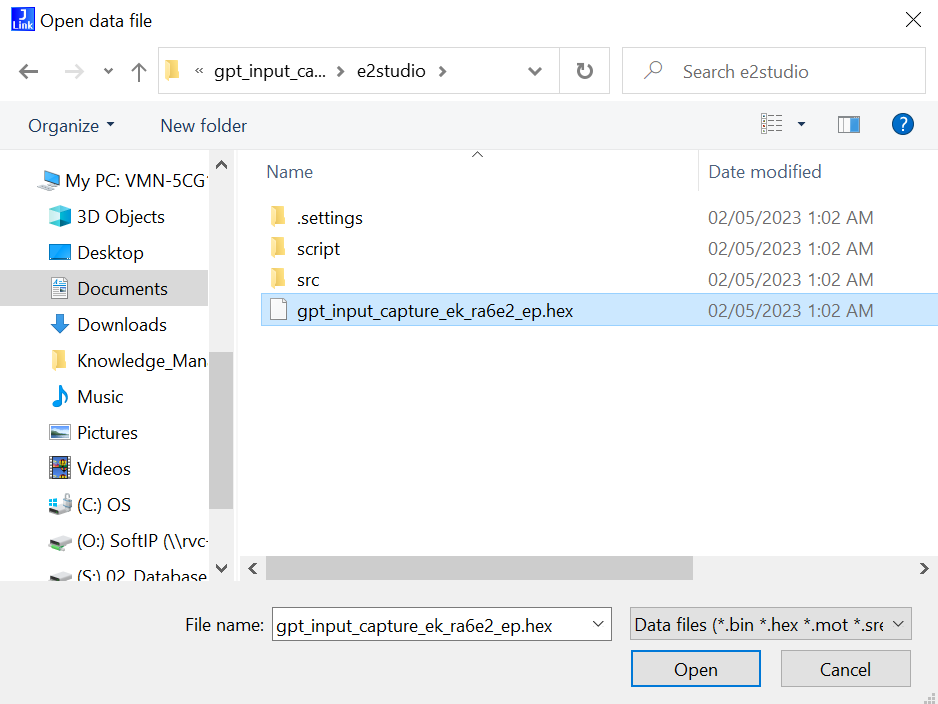 J Link Open data file
« gpt_input_ca... > e2studio > Search e2studio
Organize New folder ?
Name Date modified
My PC: VMN-5CG1
3D Objects
Desktop
Documents
Downloads
Knowledge_Man
Music
Pictures
Videos
(C:) OS
(O:) SoftIP (\\rvc-
(S:) 02_Database
.settings 02/05/2023 1:02 AM
script 02/05/2023 1:02 AM
src 02/05/2023 1:02 AM
gpt_input_capture_ek_ra6e2_ep.hex 02/05/2023 1:02 AM
File name: gpt_input_capture_ek_ra6e2_ep.hex Data files (*.bin *.hex *.mot *.sre
Open Cancel